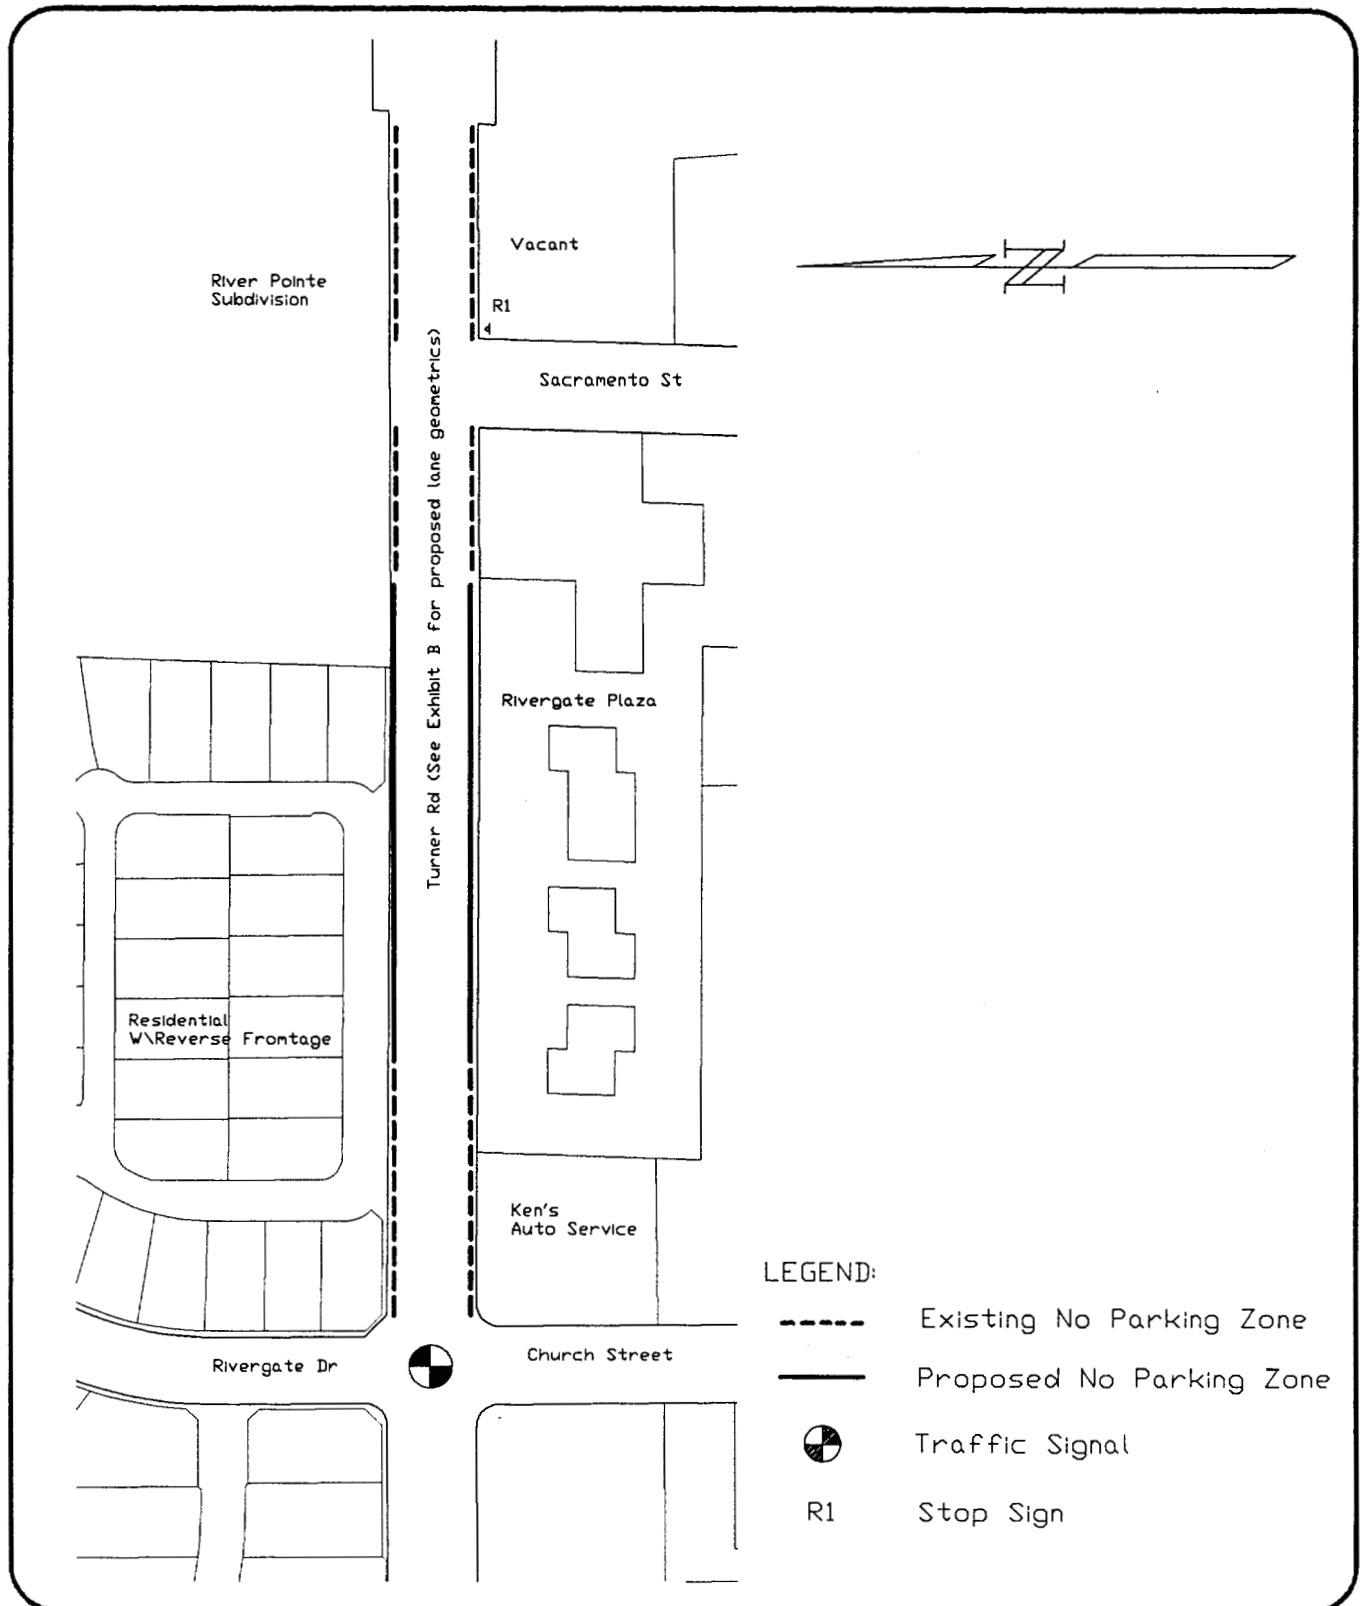 Vacant
River Pointe
Subdivision
R1
Sacramento St
Turner Rd (See Exhibit B for proposed lane geometrics)
Rivergate Plaza
Residential
W\Reverse Fromtage
Ken's
Auto Service
Rivergate Dr
Church Street
N
LEGEND:
Existing No Parking Zone
Proposed No Parking Zone
Traffic Signal
R1 Stop Sign